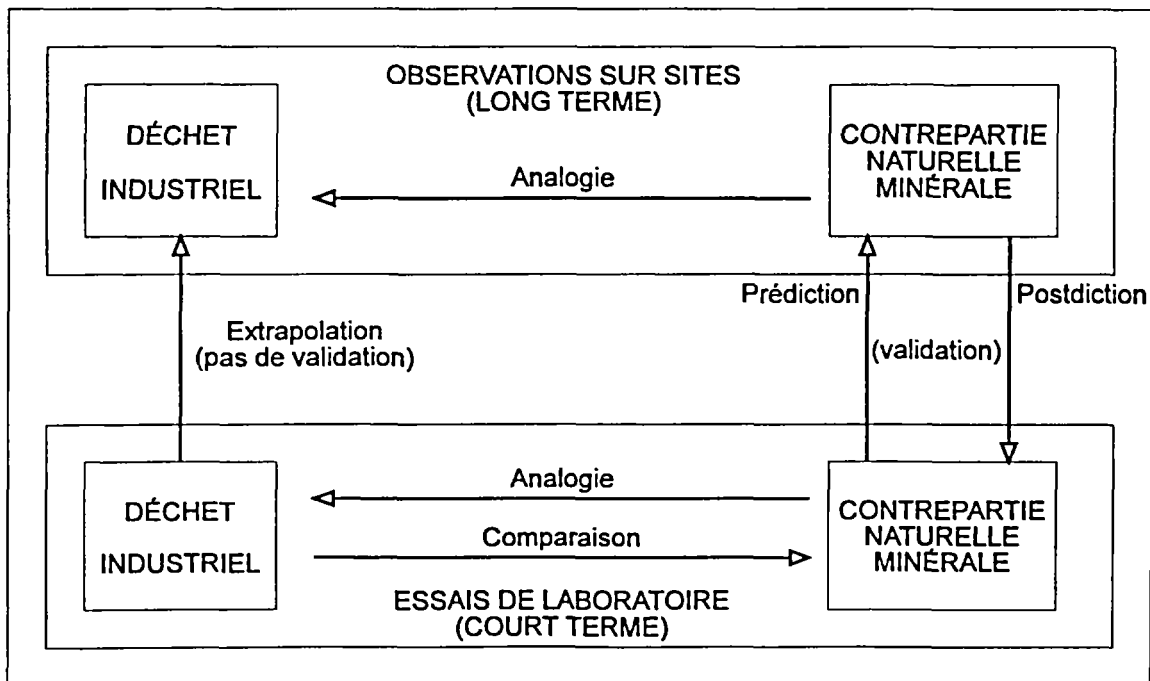 OBSERVATIONS SUR SITES
(LONG TERME)
DÉCHET
INDUSTRIEL
Analogie
CONTREPARTIE
NATURELLE
MINÉRALE
Extrapolation
(pas de validation)
Prédiction
(validation)
Postdiction
DÉCHET
INDUSTRIEL
Analogie
Comparaison
CONTREPARTIE
NATURELLE
MINÉRALE
ESSAIS DE LABORATOIRE
(COURT TERME)